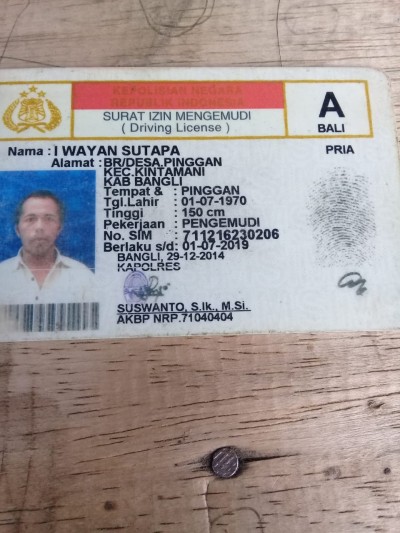 KEPOLISIAN NEGARA
REPUBLIK INDONESIA
SURAT IZIN MENGEMUDI
( Driving License )
A
BALI
Nama : I WAYAN SUTAPA
PRIA
Alamat : BR/DESA.PINGGAN
KEC.KINTAMANI
KAB BANGLI
Tempat & : PINGGAN
Tgl.Lahir : 01-07-1970
Tinggi : 150 cm
Pekerjaan : PENGEMUDI
No. SIM : 711216230206
Berlaku s/d : 01-07-2019
BANGLI, 29-12-2014
KAPOLRES
SUSWANTO, S.Ik., M.Si.
AKBP NRP.71040404